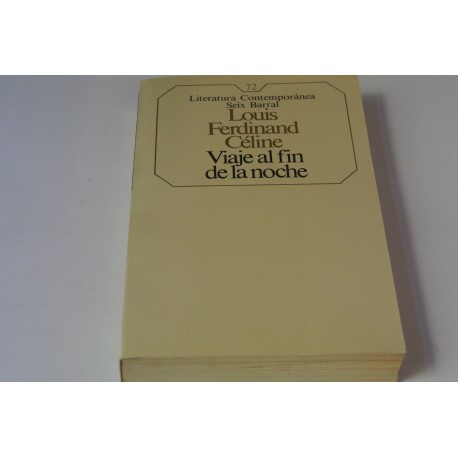 72
Literatura Contemporánea
Seix Barral
Louis
Ferdinand
Céline
Viaje al fin
de la noche